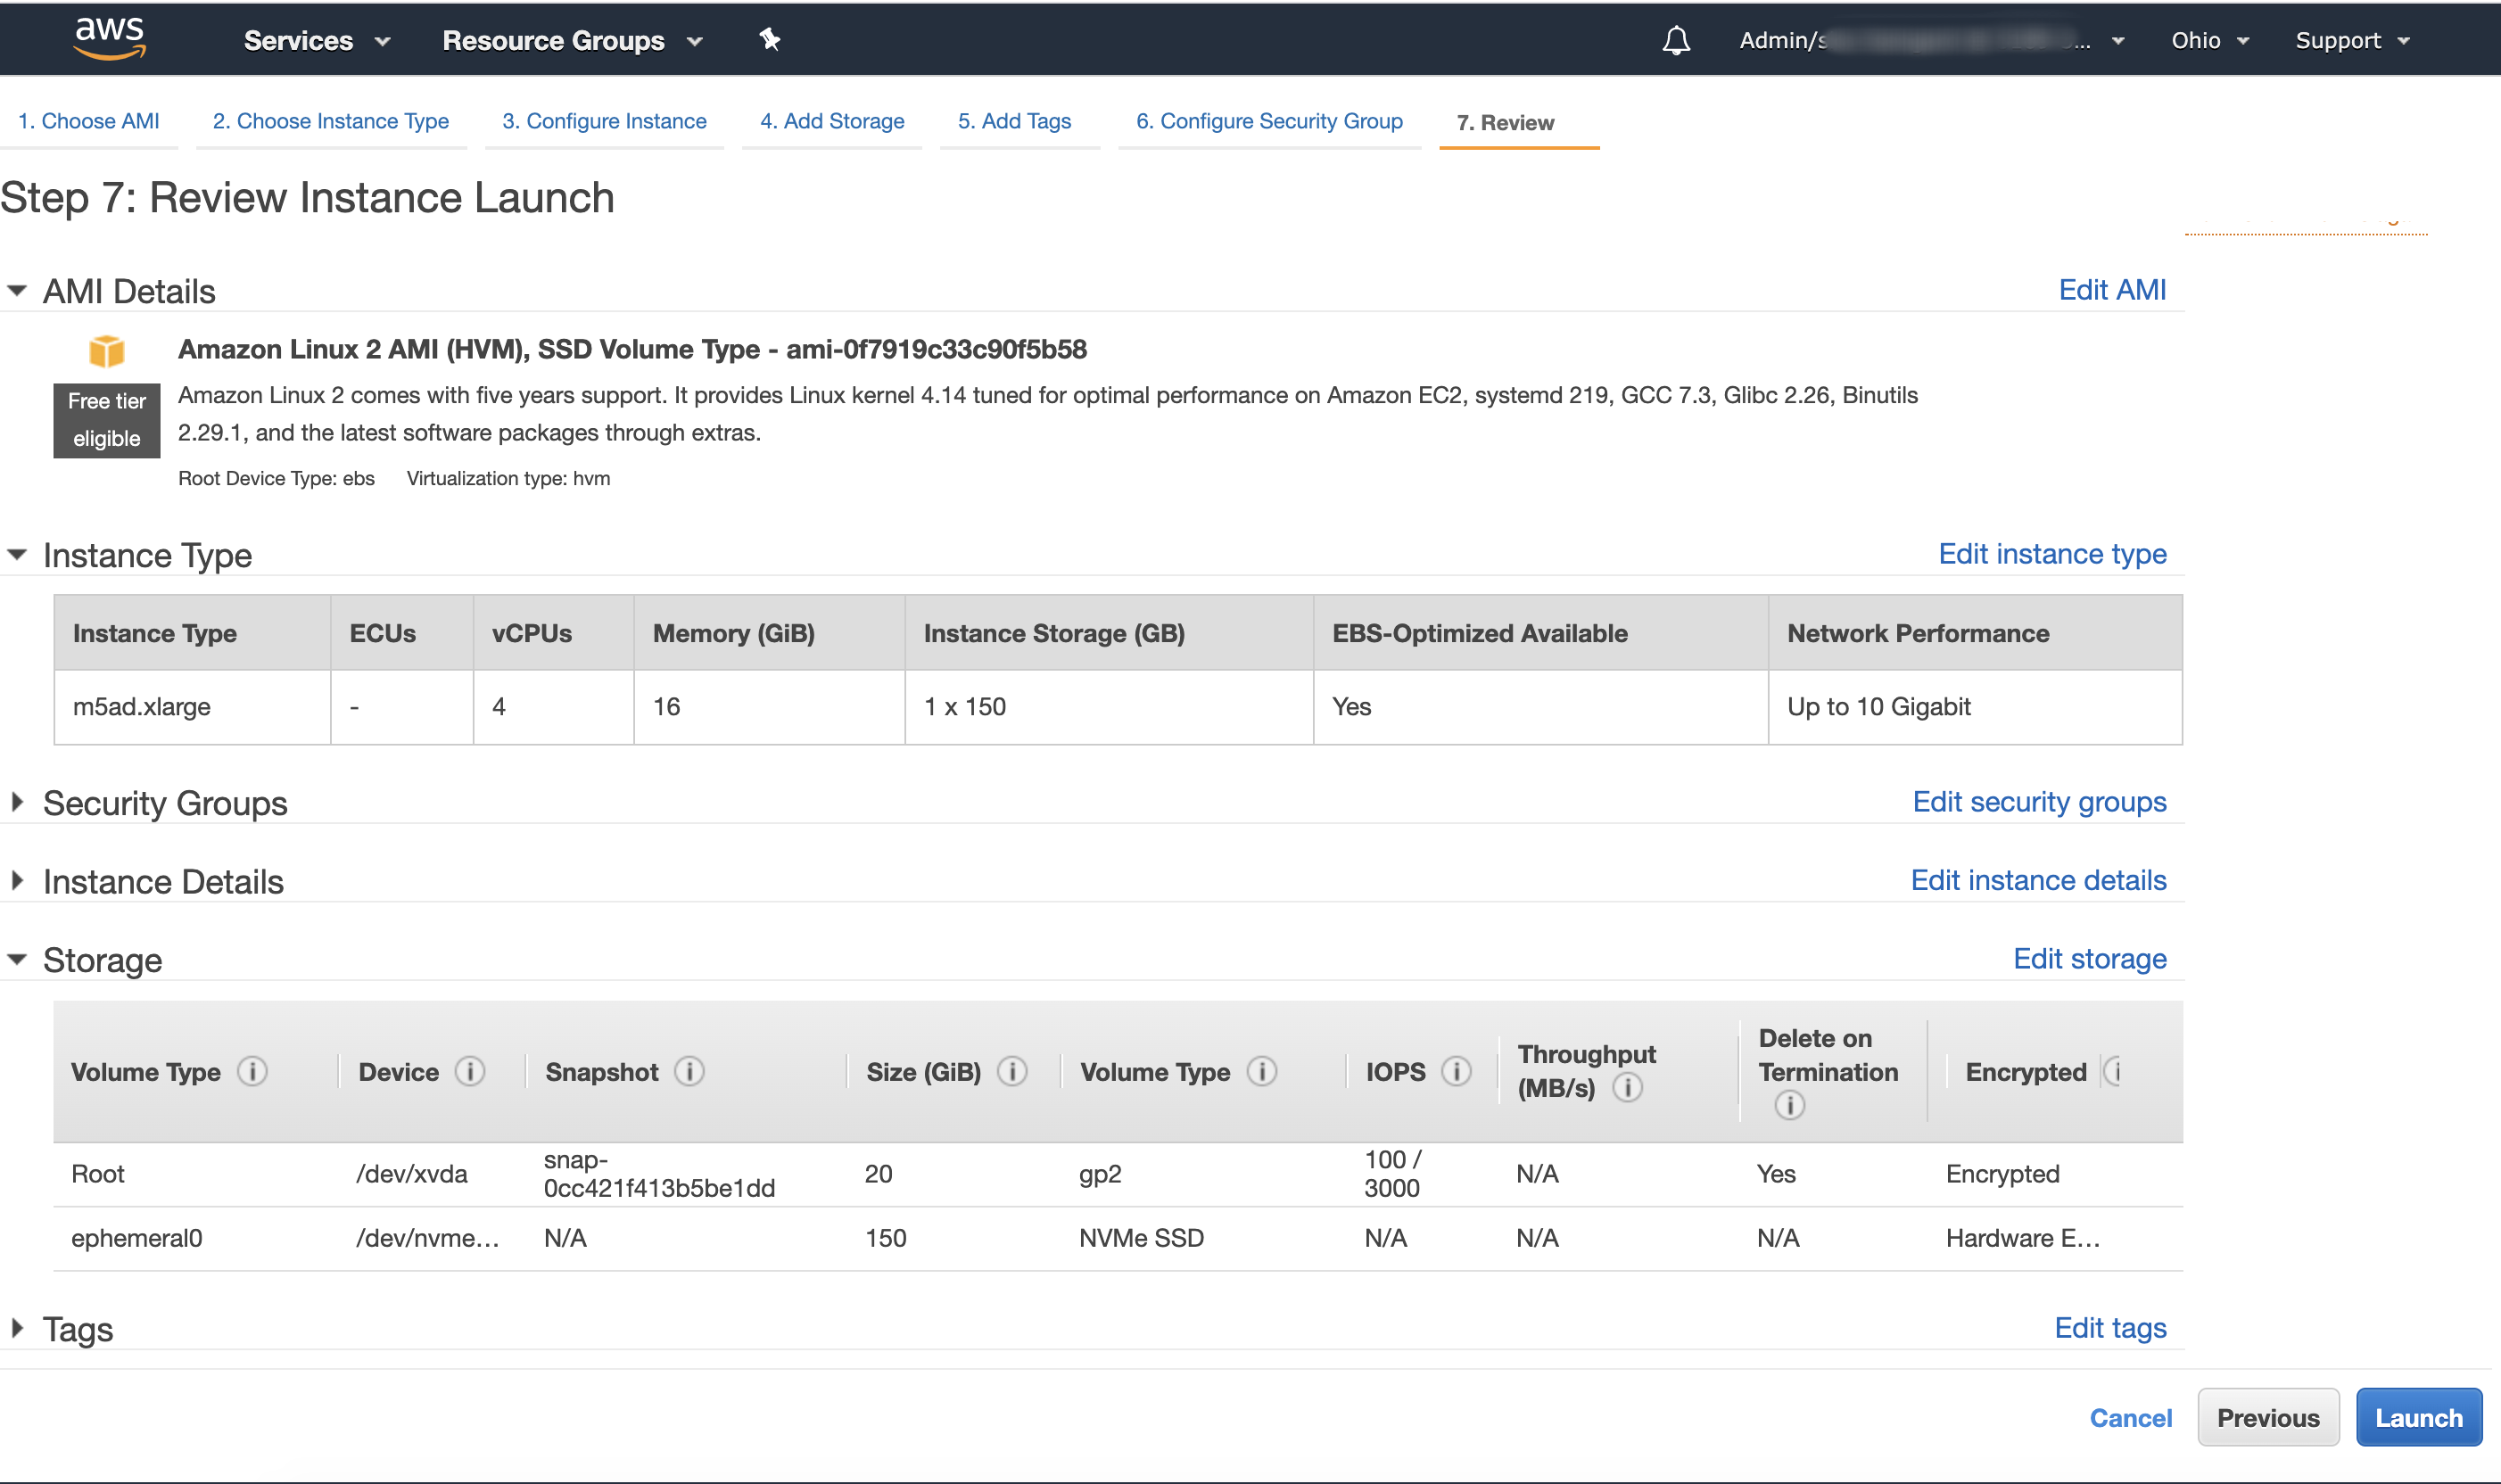 aws Services Resource Groups Admin/s ... Ohio Support
1. Choose AMI 2. Choose Instance Type 3. Configure Instance 4. Add Storage 5. Add Tags 6. Configure Security Group 7. Review
Step 7: Review Instance Launch
AMI Details Edit AMI
Amazon Linux 2 AMI (HVM), SSD Volume Type - ami-0f7919c33c90f5b58
Free tier
eligible
Amazon Linux 2 comes with five years support. It provides Linux kernel 4.14 tuned for optimal performance on Amazon EC2, systemd 219, GCC 7.3, Glibc 2.26, Binutils
2.29.1, and the latest software packages through extras.
Root Device Type: ebs Virtualization type: hvm
Instance Type Edit instance type
Instance Type ECUs vCPUs Memory (GiB) Instance Storage (GB) EBS-Optimized Available Network Performance
m5ad.xlarge - 4 16 1 x 150 Yes Up to 10 Gigabit
Security Groups Edit security groups
Instance Details Edit instance details
Storage Edit storage
Volume Type Device Snapshot Size (GiB) Volume Type IOPS Throughput (MB/s) Delete on Termination Encrypted
Root /dev/xvda snap-0cc421f413b5be1dd 20 gp2 100 / 3000 N/A Yes Encrypted
ephemeral0 /dev/nvme... N/A 150 NVMe SSD N/A N/A N/A Hardware E...
Tags Edit tags
Cancel Previous Launch